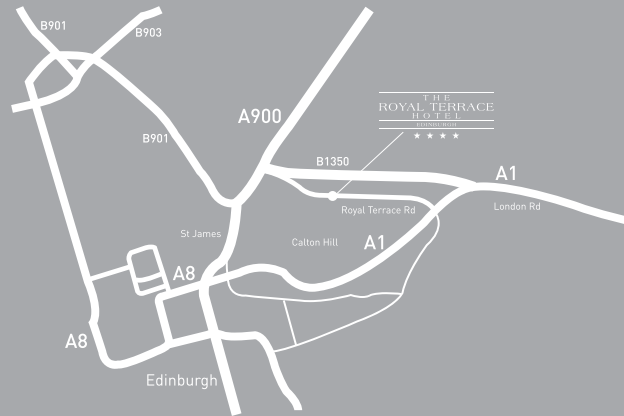 B901
B903
THE
ROYAL TERRACE
HOTEL
EDINBURGH
A900
B901
B1350
A1
Royal Terrace Rd
London Rd
St James
Calton Hill
A1
A8
A8
Edinburgh